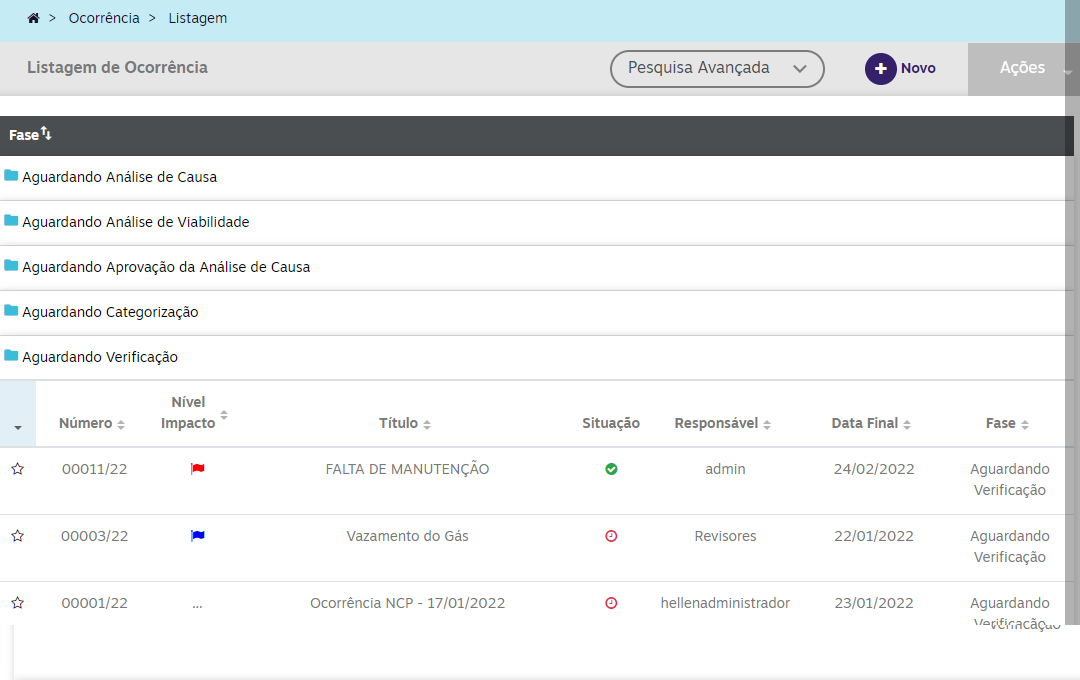 > Ocorrência > Listagem
Listagem de Ocorrência
Pesquisa Avançada
Novo
Ações
Fase
Aguardando Análise de Causa
Aguardando Análise de Viabilidade
Aguardando Aprovação da Análise de Causa
Aguardando Categorização
Aguardando Verificação
Número
Nível
Impacto
Título
Situação
Responsável
Data Final
Fase
00011/22 FALTA DE MANUTENÇÃO admin 24/02/2022 Aguardando
Verificação
00003/22 Vazamento do Gás Revisores 22/01/2022 Aguardando
Verificação
00001/22 ... Ocorrência NCP - 17/01/2022 hellenadministrador 23/01/2022 Aguardando